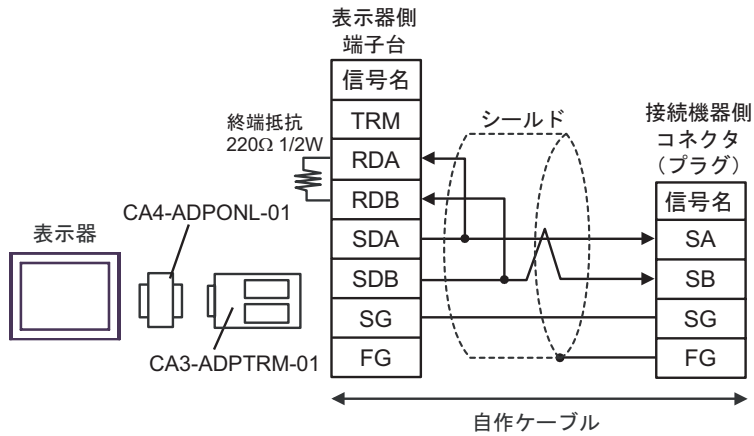 表示器側
端子台
信号名
TRM
RDA
RDB
SDA
SDB
SG
FG
終端抵抗
220Ω 1/2W
シールド
接続機器側
コネクタ
（プラグ）
信号名
SA
SB
SG
FG
表示器
CA4-ADPONL-01
CA3-ADPTRM-01
自作ケーブル